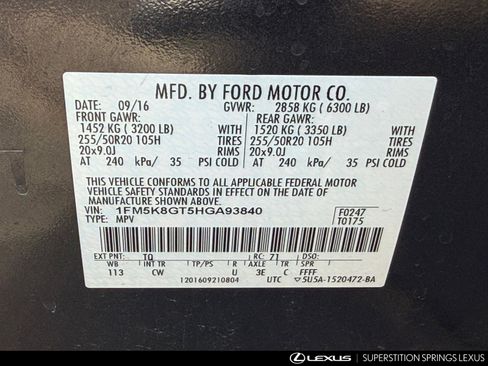 MFD. BY FORD MOTOR CO.
DATE: 09/16 GVWR: 2858 KG ( 6300 LB)
FRONT GAWR: REAR GAWR:
1452 KG ( 3200 LB) WITH 1520 KG ( 3350 LB) WITH
255/50R20 105H TIRES 255/50R20 105H TIRES
20x9.0J RIMS 20x9.0J RIMS
AT 240 kPa/ 35 PSI COLD AT 240 kPa/ 35 PSI COLD
THIS VEHICLE CONFORMS TO ALL APPLICABLE FEDERAL MOTOR
VEHICLE SAFETY STANDARDS IN EFFECT ON THE DATE OF
MANUFACTURE SHOWN ABOVE.
VIN: 1FM5K8GT5HGA93840 F0247
TYPE: MPV T0175
EXT PNT: TQ RC: 71 DSO:
WB INT TR TP/PS R AXLE TR SPR
113 CW U 3E C FFFF
1201609210804 UTC 5U5A-1520472-BA
LEXUS SUPERSTITION SPRINGS LEXUS